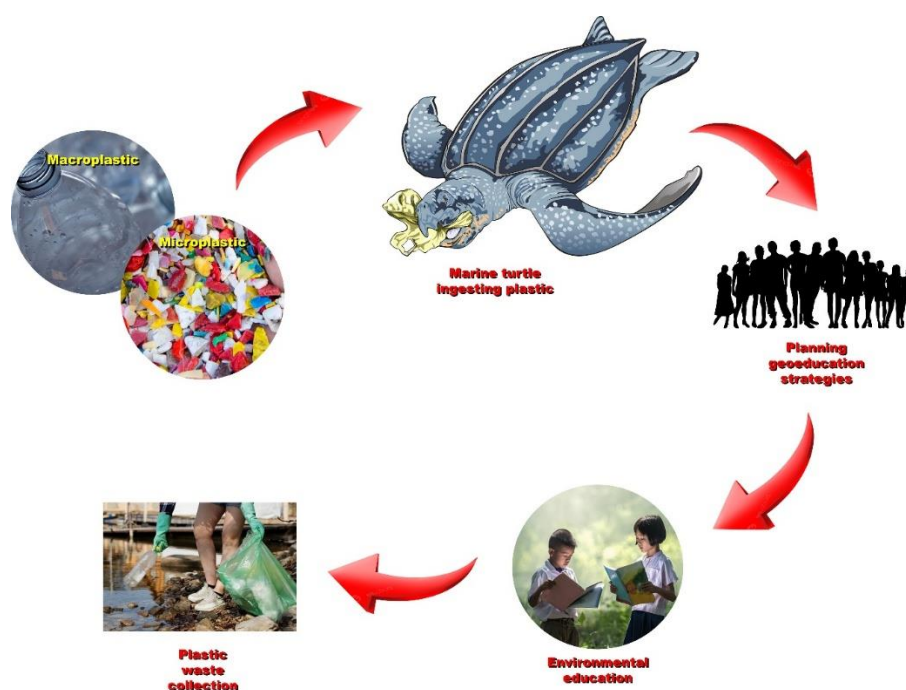 Macroplastic
Microplastic
Marine turtle
ingesting plastic
Planning
geoeducation
strategies
Environmental
education
Plastic
waste
collection